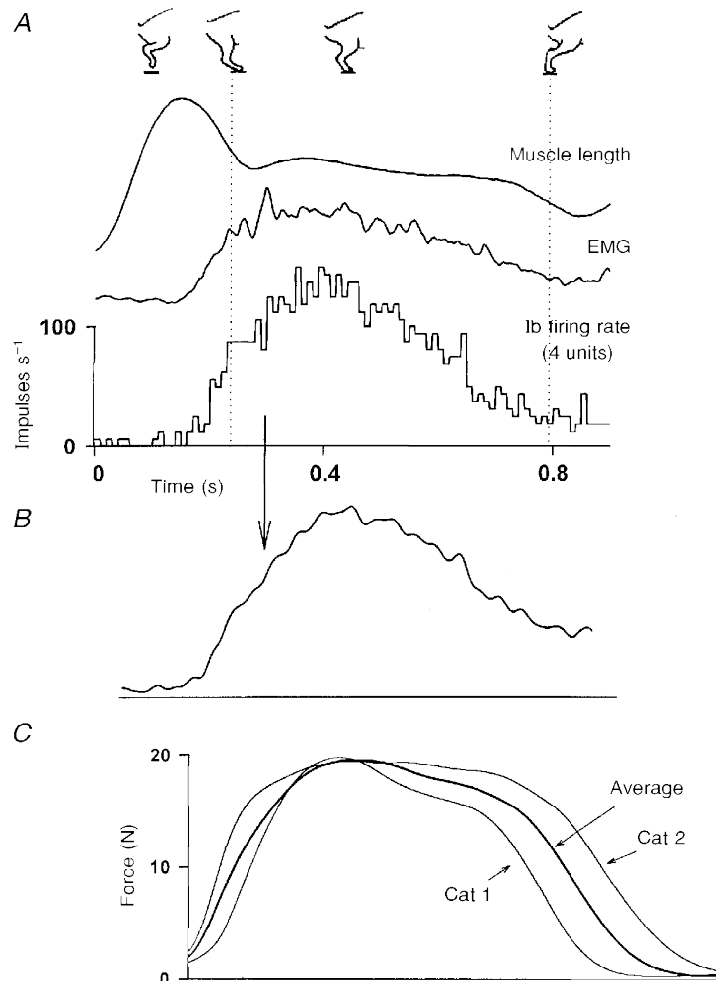 A
Muscle length
EMG
Ib firing rate
(4 units)
Impulses s⁻¹
100
0
0
0.4
0.8
Time (s)
B
C
Force (N)
20
10
0
Average
Cat 2
Cat 1